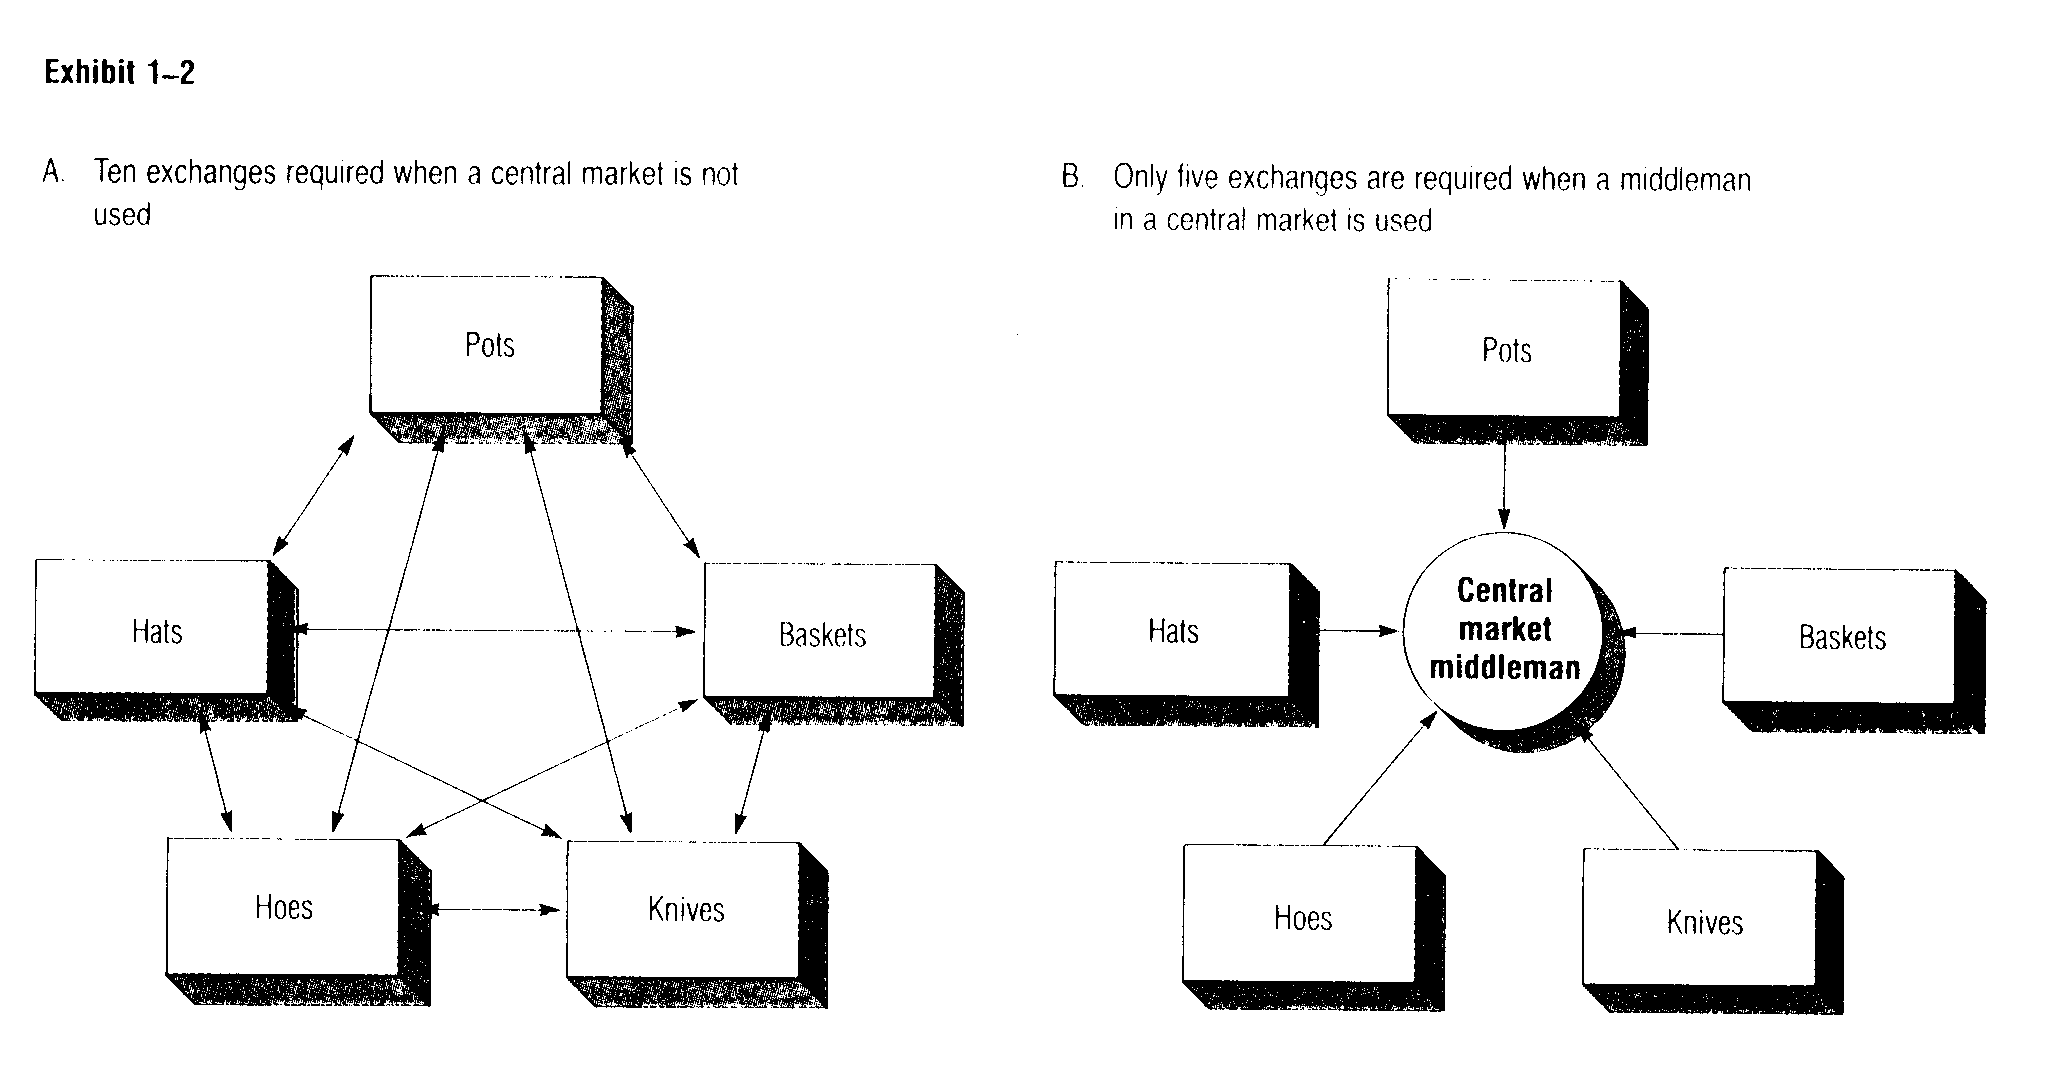 Exhibit 1–2
A. Ten exchanges required when a central market is not
used
Pots
Hats
Baskets
Hoes
Knives
B. Only five exchanges are required when a middleman
in a central market is used
Pots
Hats
Central
market
middleman
Baskets
Hoes
Knives